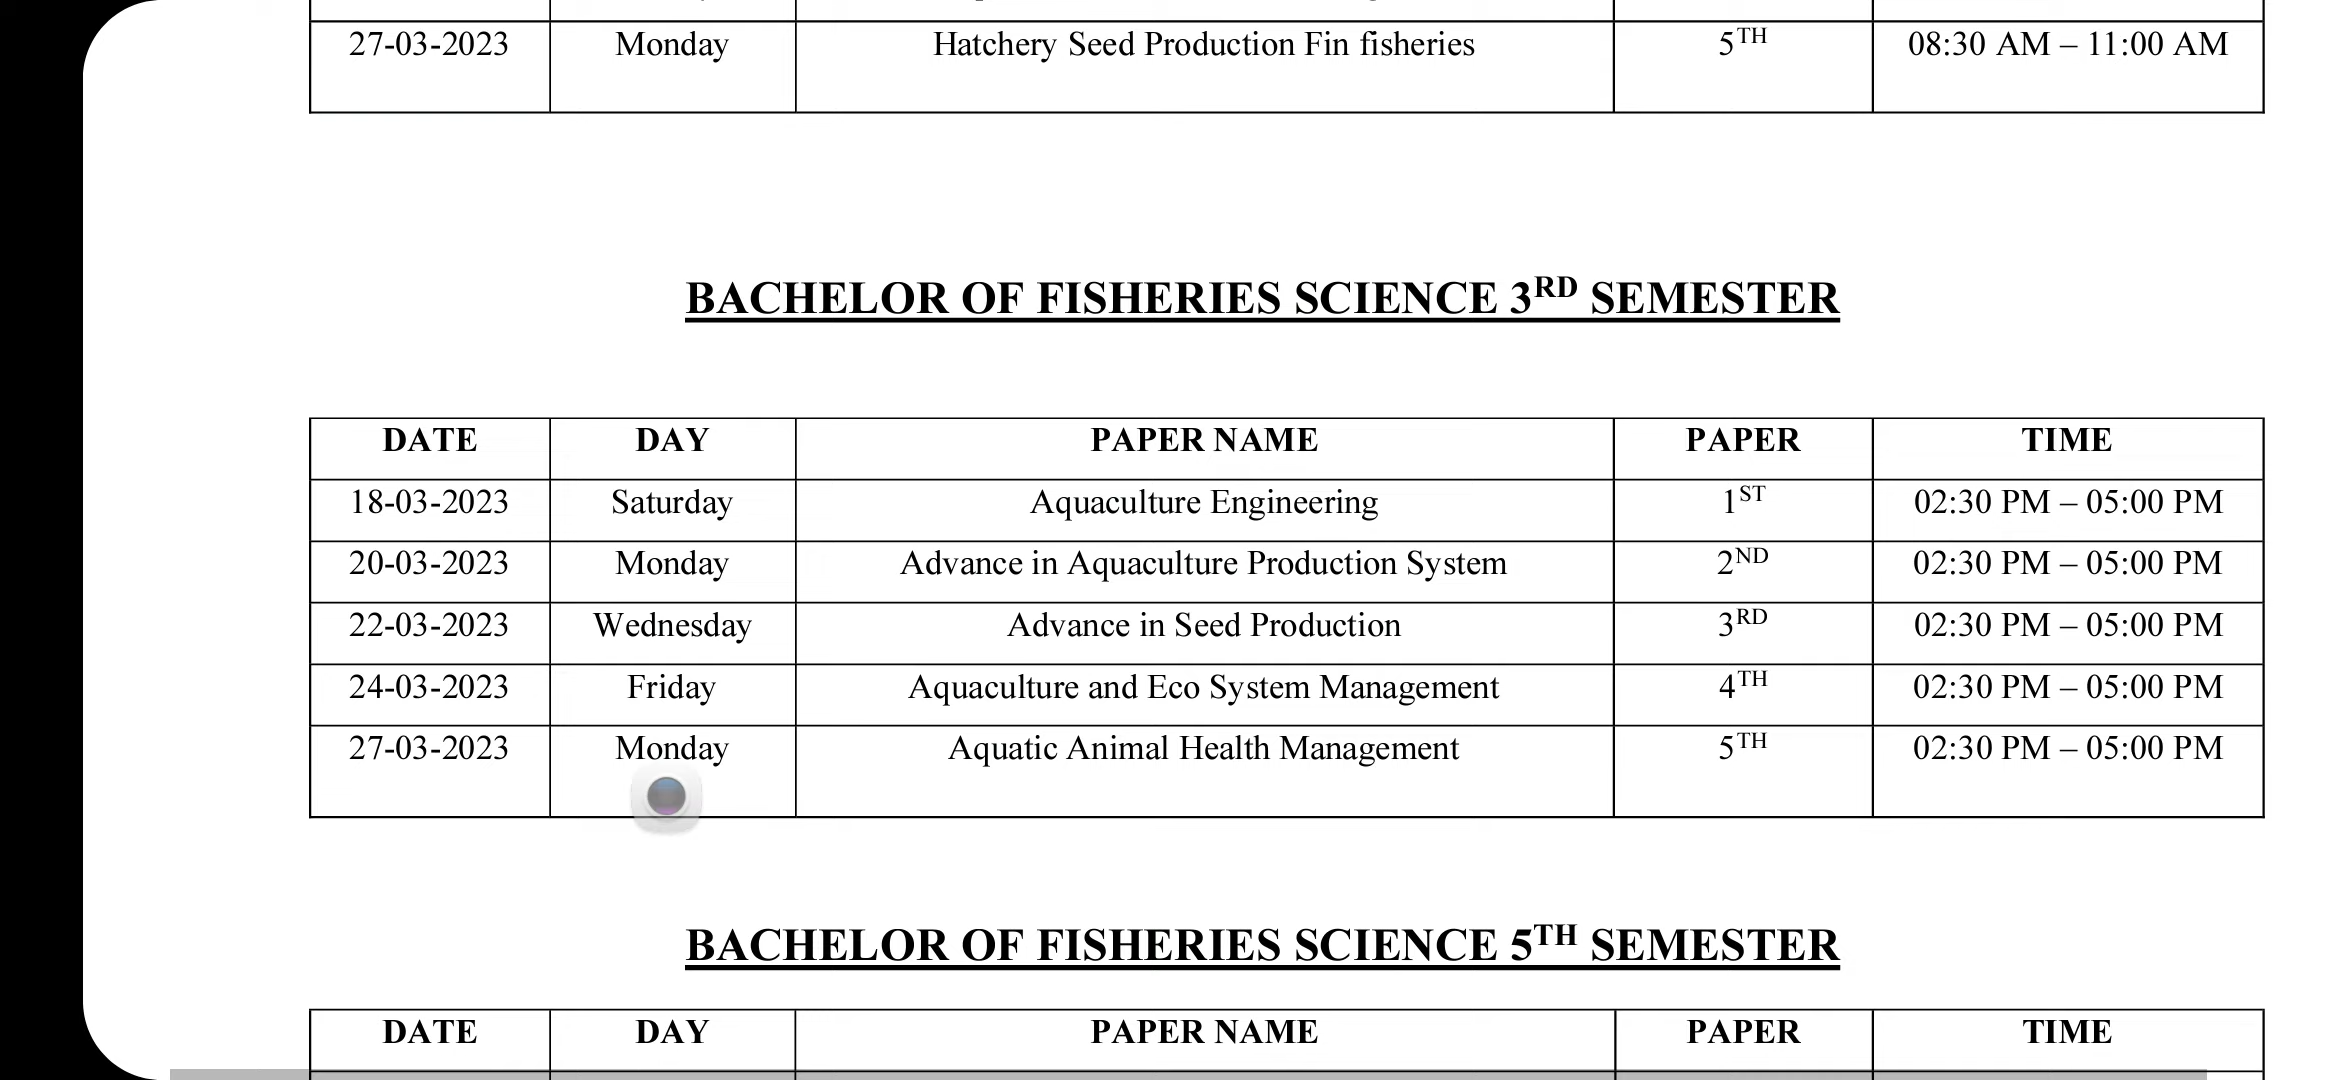 27-03-2023 Monday Hatchery Seed Production Fin fisheries 5TH 08:30 AM – 11:00 AM
BACHELOR OF FISHERIES SCIENCE 3RD SEMESTER
DATE DAY PAPER NAME PAPER TIME
18-03-2023 Saturday Aquaculture Engineering 1ST 02:30 PM – 05:00 PM
20-03-2023 Monday Advance in Aquaculture Production System 2ND 02:30 PM – 05:00 PM
22-03-2023 Wednesday Advance in Seed Production 3RD 02:30 PM – 05:00 PM
24-03-2023 Friday Aquaculture and Eco System Management 4TH 02:30 PM – 05:00 PM
27-03-2023 Monday Aquatic Animal Health Management 5TH 02:30 PM – 05:00 PM
BACHELOR OF FISHERIES SCIENCE 5TH SEMESTER
DATE DAY PAPER NAME PAPER TIME